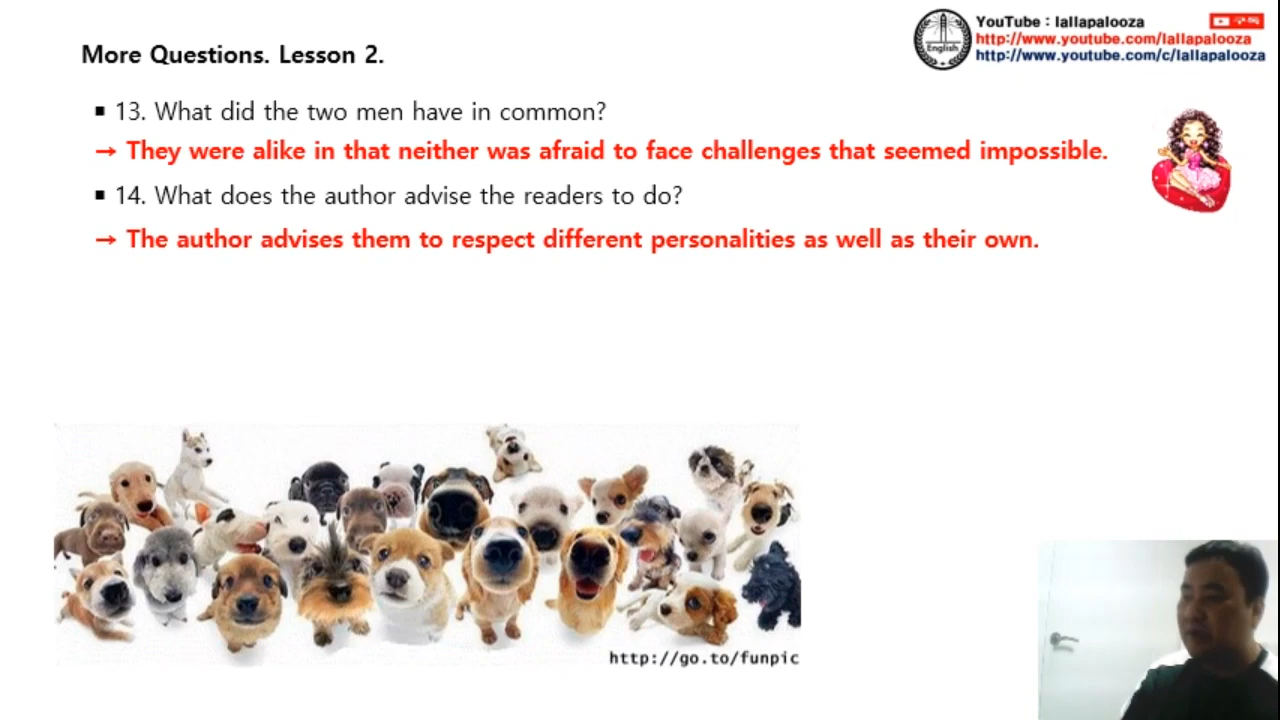 YouTube : lallapalooza
http://www.youtube.com/lallapalooza
http://www.youtube.com/c/lallapalooza
English
More Questions. Lesson 2.
▪ 13. What did the two men have in common?
→ They were alike in that neither was afraid to face challenges that seemed impossible.
▪ 14. What does the author advise the readers to do?
→ The author advises them to respect different personalities as well as their own.
http://go.to/funpic